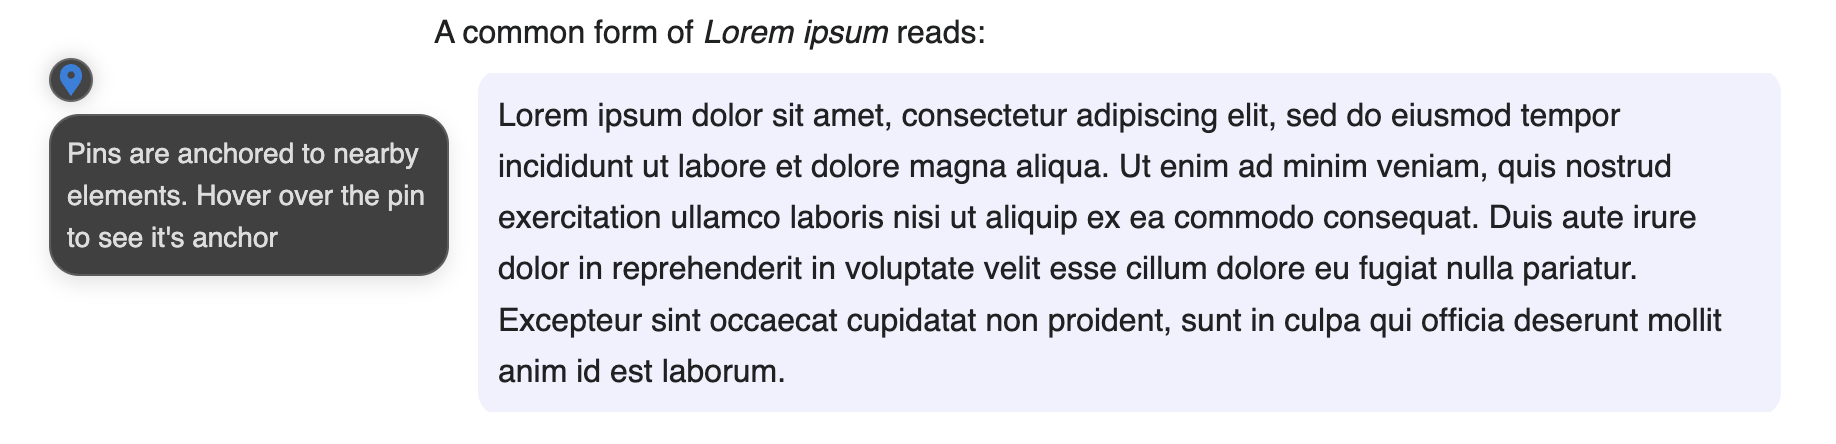 A common form of Lorem ipsum reads:
Pins are anchored to nearby
elements. Hover over the pin
to see it's anchor
Lorem ipsum dolor sit amet, consectetur adipiscing elit, sed do eiusmod tempor
incididunt ut labore et dolore magna aliqua. Ut enim ad minim veniam, quis nostrud
exercitation ullamco laboris nisi ut aliquip ex ea commodo consequat. Duis aute irure
dolor in reprehenderit in voluptate velit esse cillum dolore eu fugiat nulla pariatur.
Excepteur sint occaecat cupidatat non proident, sunt in culpa qui officia deserunt mollit
anim id est laborum.